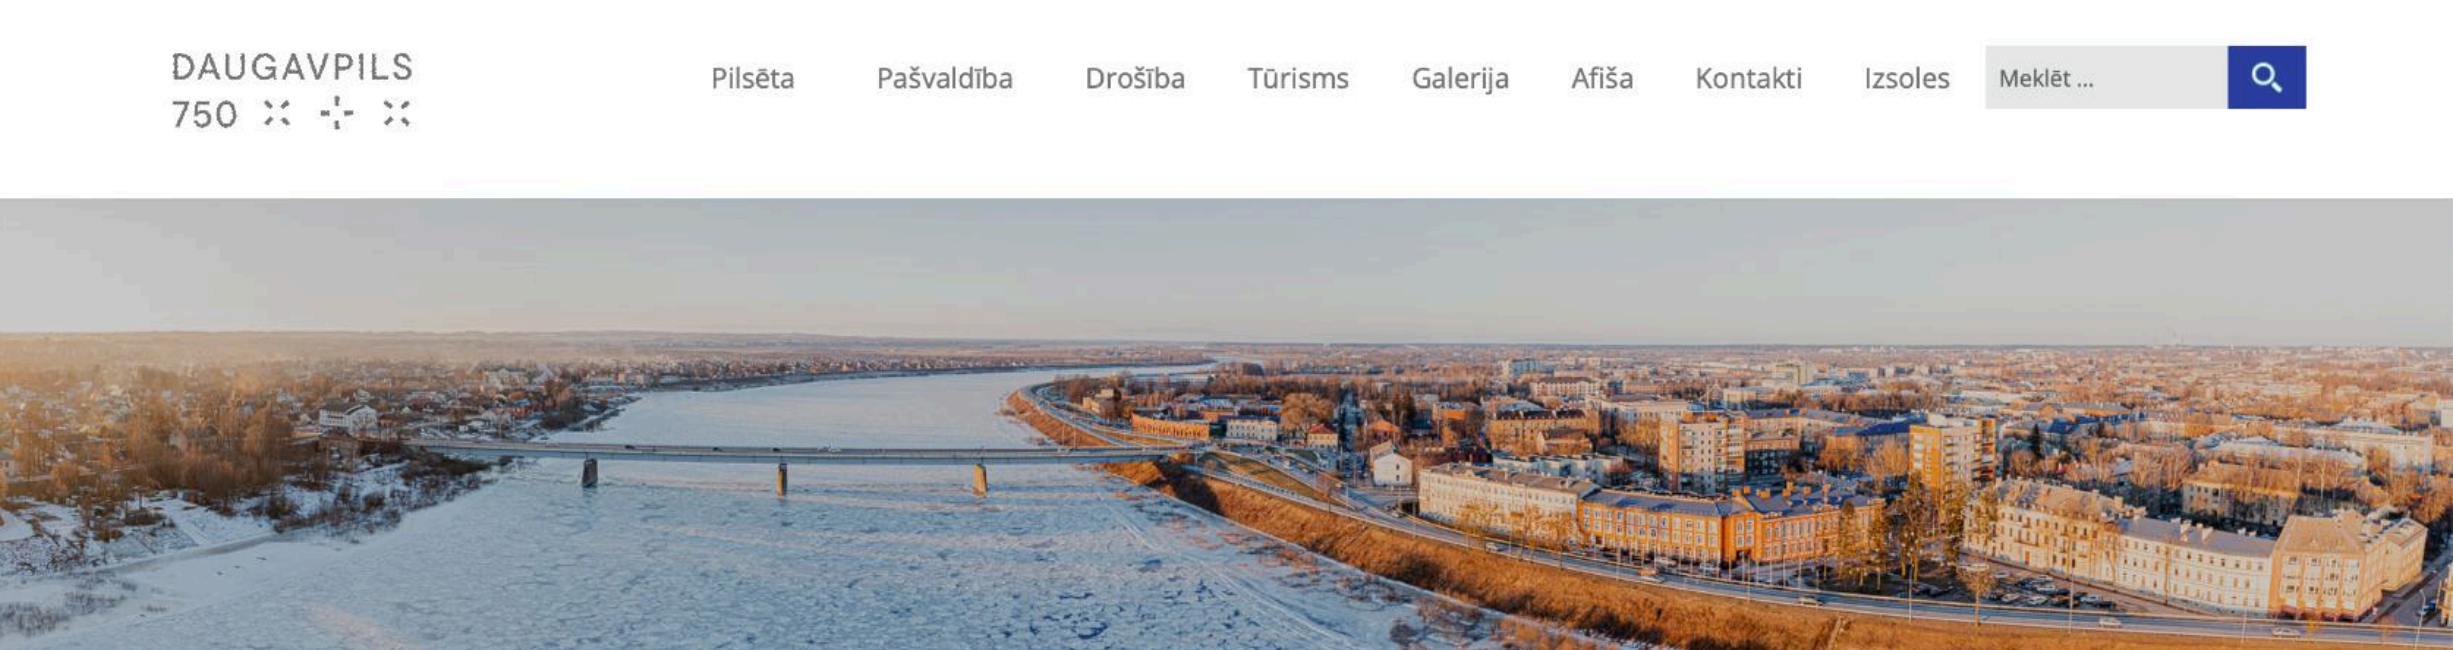 DAUGAVPILS
750
Pilsēta Pašvaldība Drošība Tūrisms Galerija Afiša Kontakti Izsoles Meklēt ...